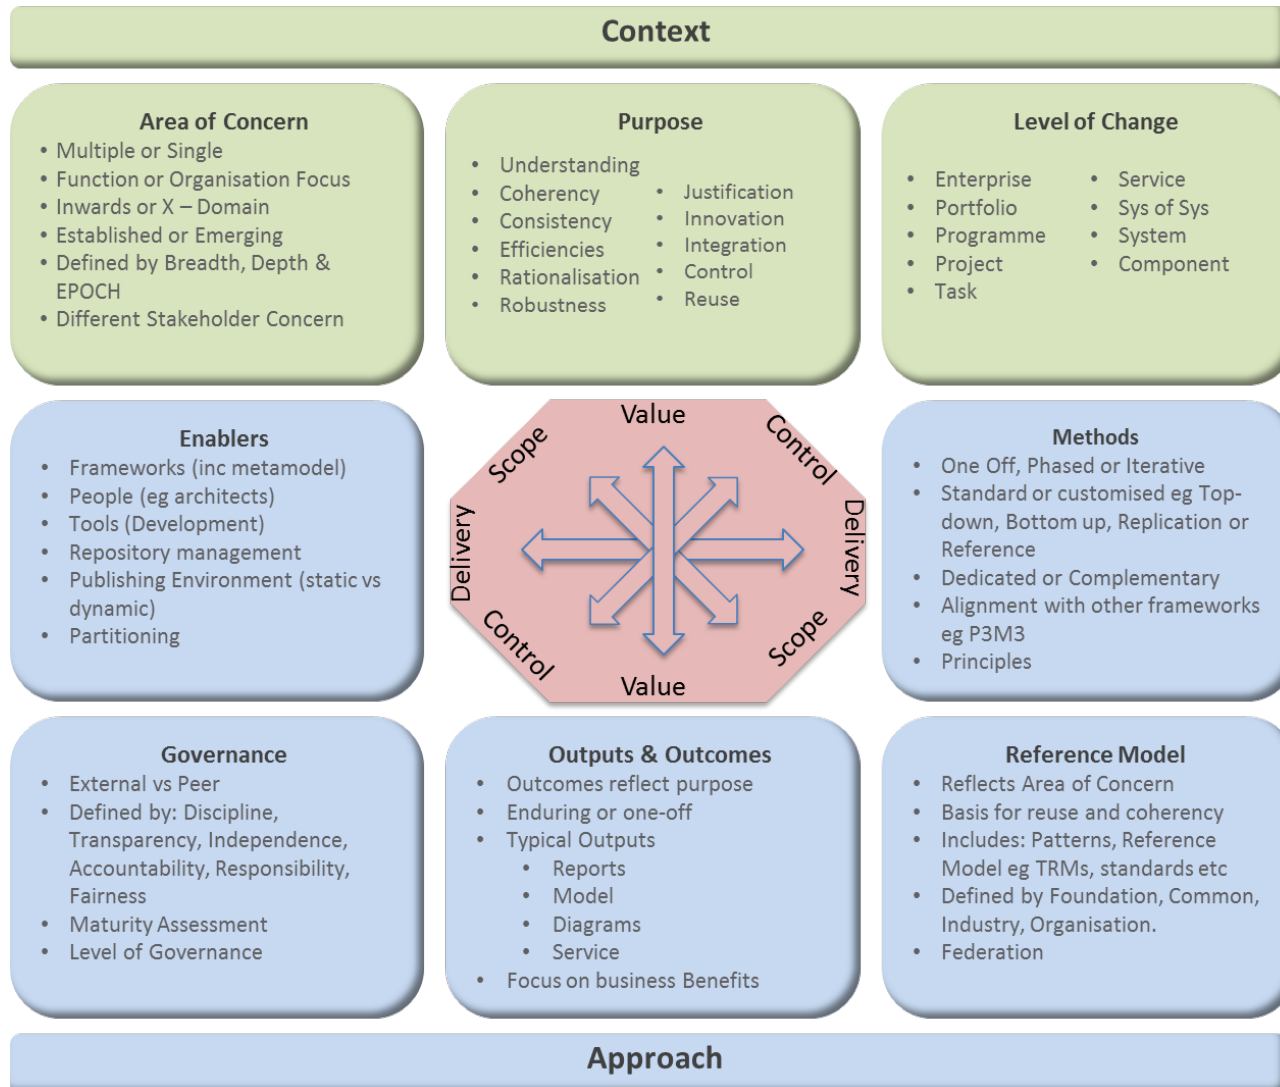 Context
Area of Concern
• Multiple or Single
• Function or Organisation Focus
• Inwards or X – Domain
• Established or Emerging
• Defined by Breadth, Depth &
EPOCH
• Different Stakeholder Concern
Purpose
• Understanding
• Coherency
• Consistency
• Efficiencies
• Rationalisation
• Robustness
• Justification
• Innovation
• Integration
• Control
• Reuse
Level of Change
• Enterprise
• Portfolio
• Programme
• Project
• Task
• Service
• Sys of Sys
• System
• Component
Enablers
• Frameworks (inc metamodel)
• People (eg architects)
• Tools (Development)
• Repository management
• Publishing Environment (static vs
dynamic)
• Partitioning
Value
Scope
Control
Delivery
Delivery
Control
Scope
Value
Methods
• One Off, Phased or Iterative
• Standard or customised eg Top-
down, Bottom up, Replication or
Reference
• Dedicated or Complementary
• Alignment with other frameworks
eg P3M3
• Principles
Governance
• External vs Peer
• Defined by: Discipline,
Transparency, Independence,
Accountability, Responsibility,
Fairness
• Maturity Assessment
• Level of Governance
Outputs & Outcomes
• Outcomes reflect purpose
• Enduring or one-off
• Typical Outputs
• Reports
• Model
• Diagrams
• Service
• Focus on business Benefits
Reference Model
• Reflects Area of Concern
• Basis for reuse and coherency
• Includes: Patterns, Reference
Model eg TRMs, standards etc
• Defined by Foundation, Common,
Industry, Organisation.
• Federation
Approach